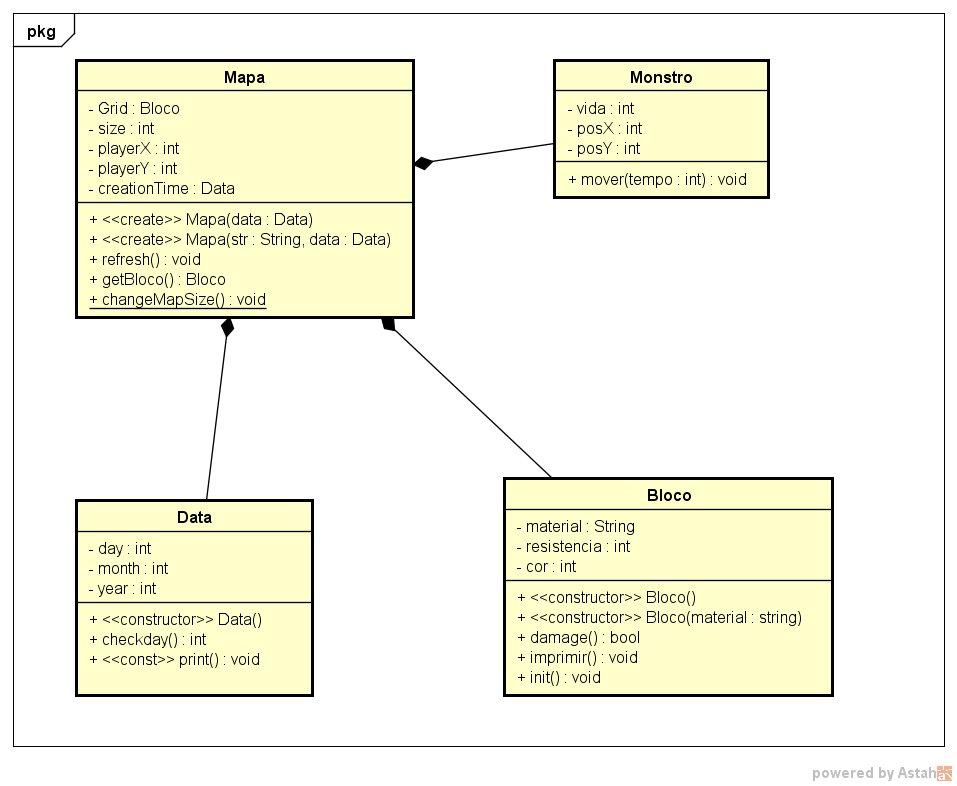 pkg
Mapa
- Grid : Bloco
- size : int
- playerX : int
- playerY : int
- creationTime : Data
+ <<create>> Mapa(data : Data)
+ <<create>> Mapa(str : String, data : Data)
+ refresh() : void
+ getBloco() : Bloco
+ changeMapSize() : void
Monstro
- vida : int
- posX : int
- posY : int
+ mover(tempo : int) : void
Data
- day : int
- month : int
- year : int
+ <<constructor>> Data()
+ checkday() : int
+ <<const>> print() : void
Bloco
- material : String
- resistencia : int
- cor : int
+ <<constructor>> Bloco()
+ <<constructor>> Bloco(material : string)
+ damage() : bool
+ imprimir() : void
+ init() : void
powered by Astah